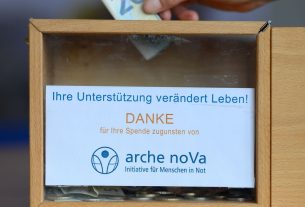 Ihre Unterstützung verändert Leben!
DANKE
für Ihre Spende zugunsten von
arche noVa
Initiative für Menschen in Not